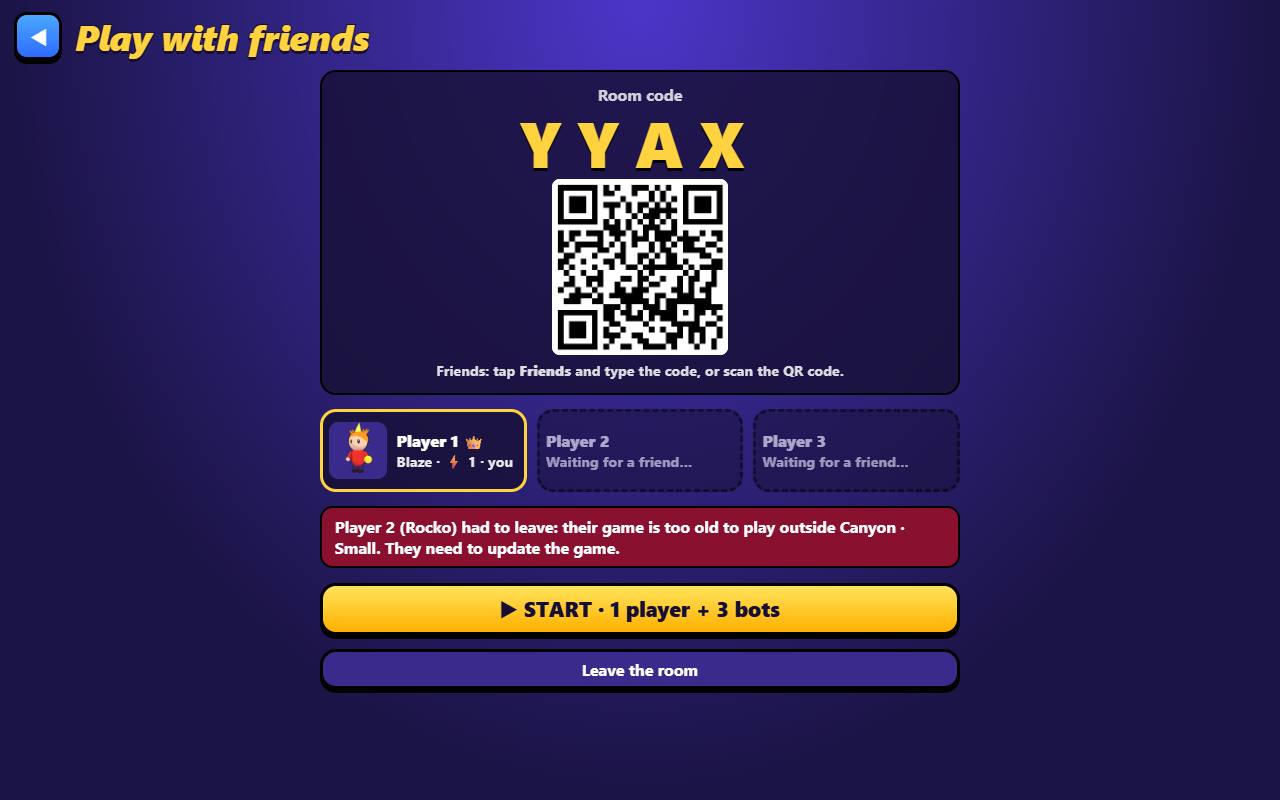 Play with friends
Room code
YYAX
Friends: tap Friends and type the code, or scan the QR code.
Player 1
Blaze · 1 · you
Player 2
Waiting for a friend...
Player 3
Waiting for a friend...
Player 2 (Rocko) had to leave: their game is too old to play outside Canyon ·
Small. They need to update the game.
▶ START · 1 player + 3 bots
Leave the room